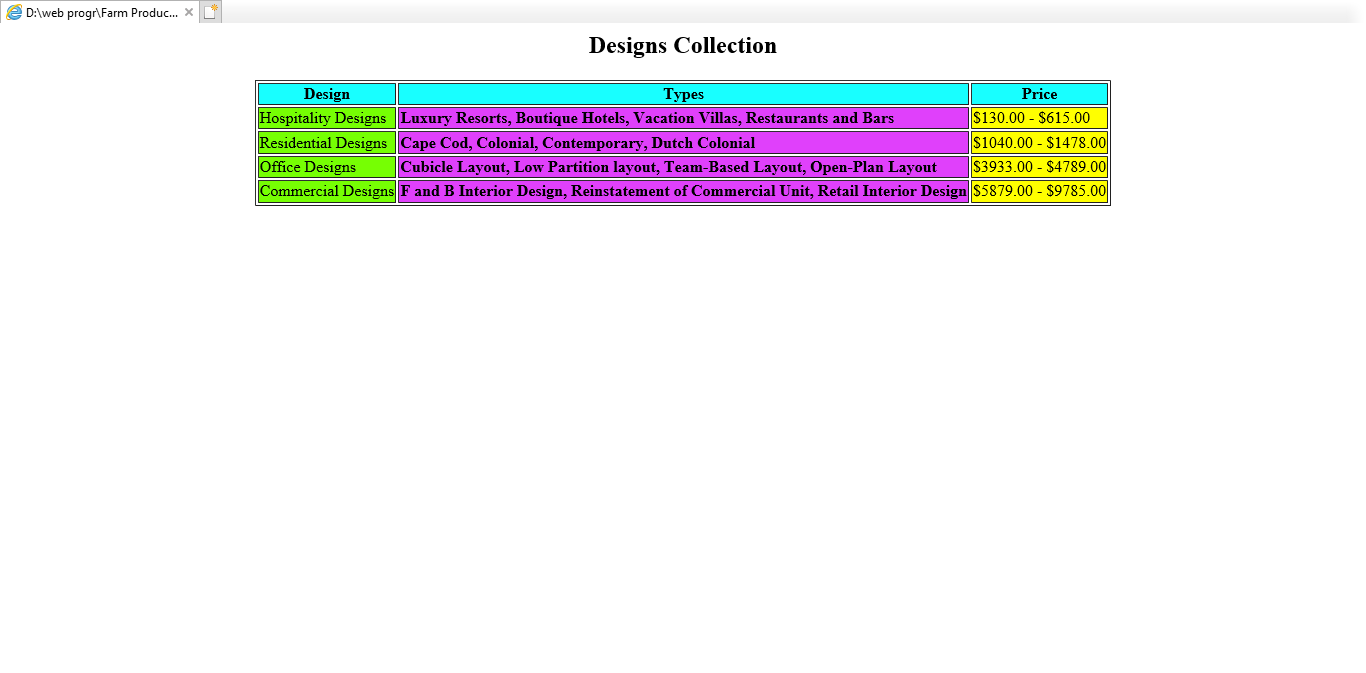 D:\web progr\Farm Produc...
Designs Collection
Design Types Price
Hospitality Designs Luxury Resorts, Boutique Hotels, Vacation Villas, Restaurants and Bars $130.00 - $615.00
Residential Designs Cape Cod, Colonial, Contemporary, Dutch Colonial $1040.00 - $1478.00
Office Designs Cubicle Layout, Low Partition layout, Team-Based Layout, Open-Plan Layout $3933.00 - $4789.00
Commercial Designs F and B Interior Design, Reinstatement of Commercial Unit, Retail Interior Design $5879.00 - $9785.00